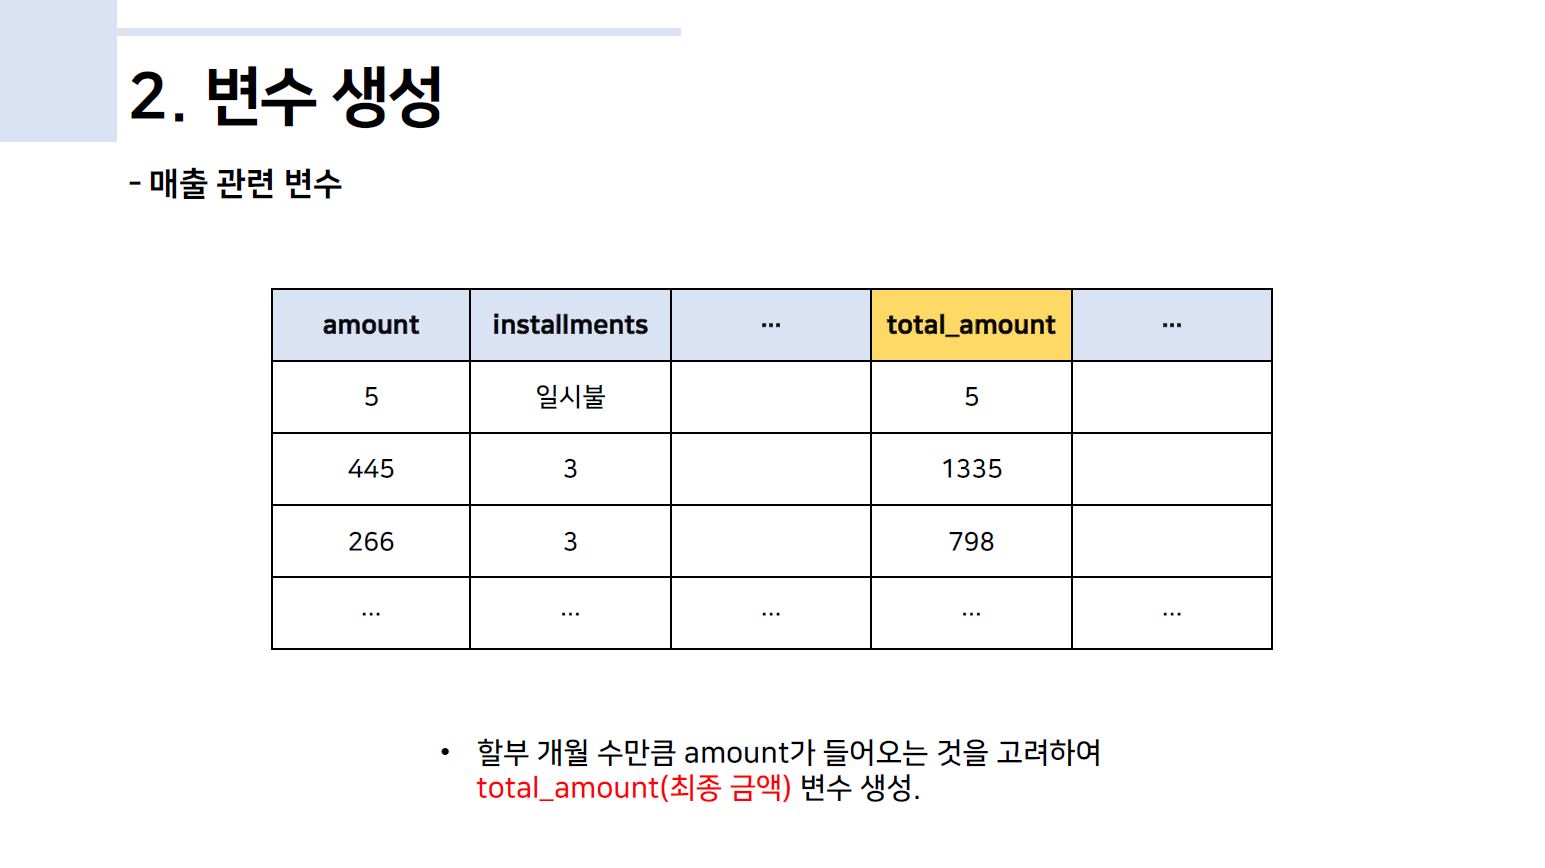 2. 변수 생성
- 매출 관련 변수
amount installments ... total_amount ...
5 일시불 5
445 3 1335
266 3 798
... ... ... ... ...
• 할부 개월 수만큼 amount가 들어오는 것을 고려하여
total_amount(최종 금액) 변수 생성.